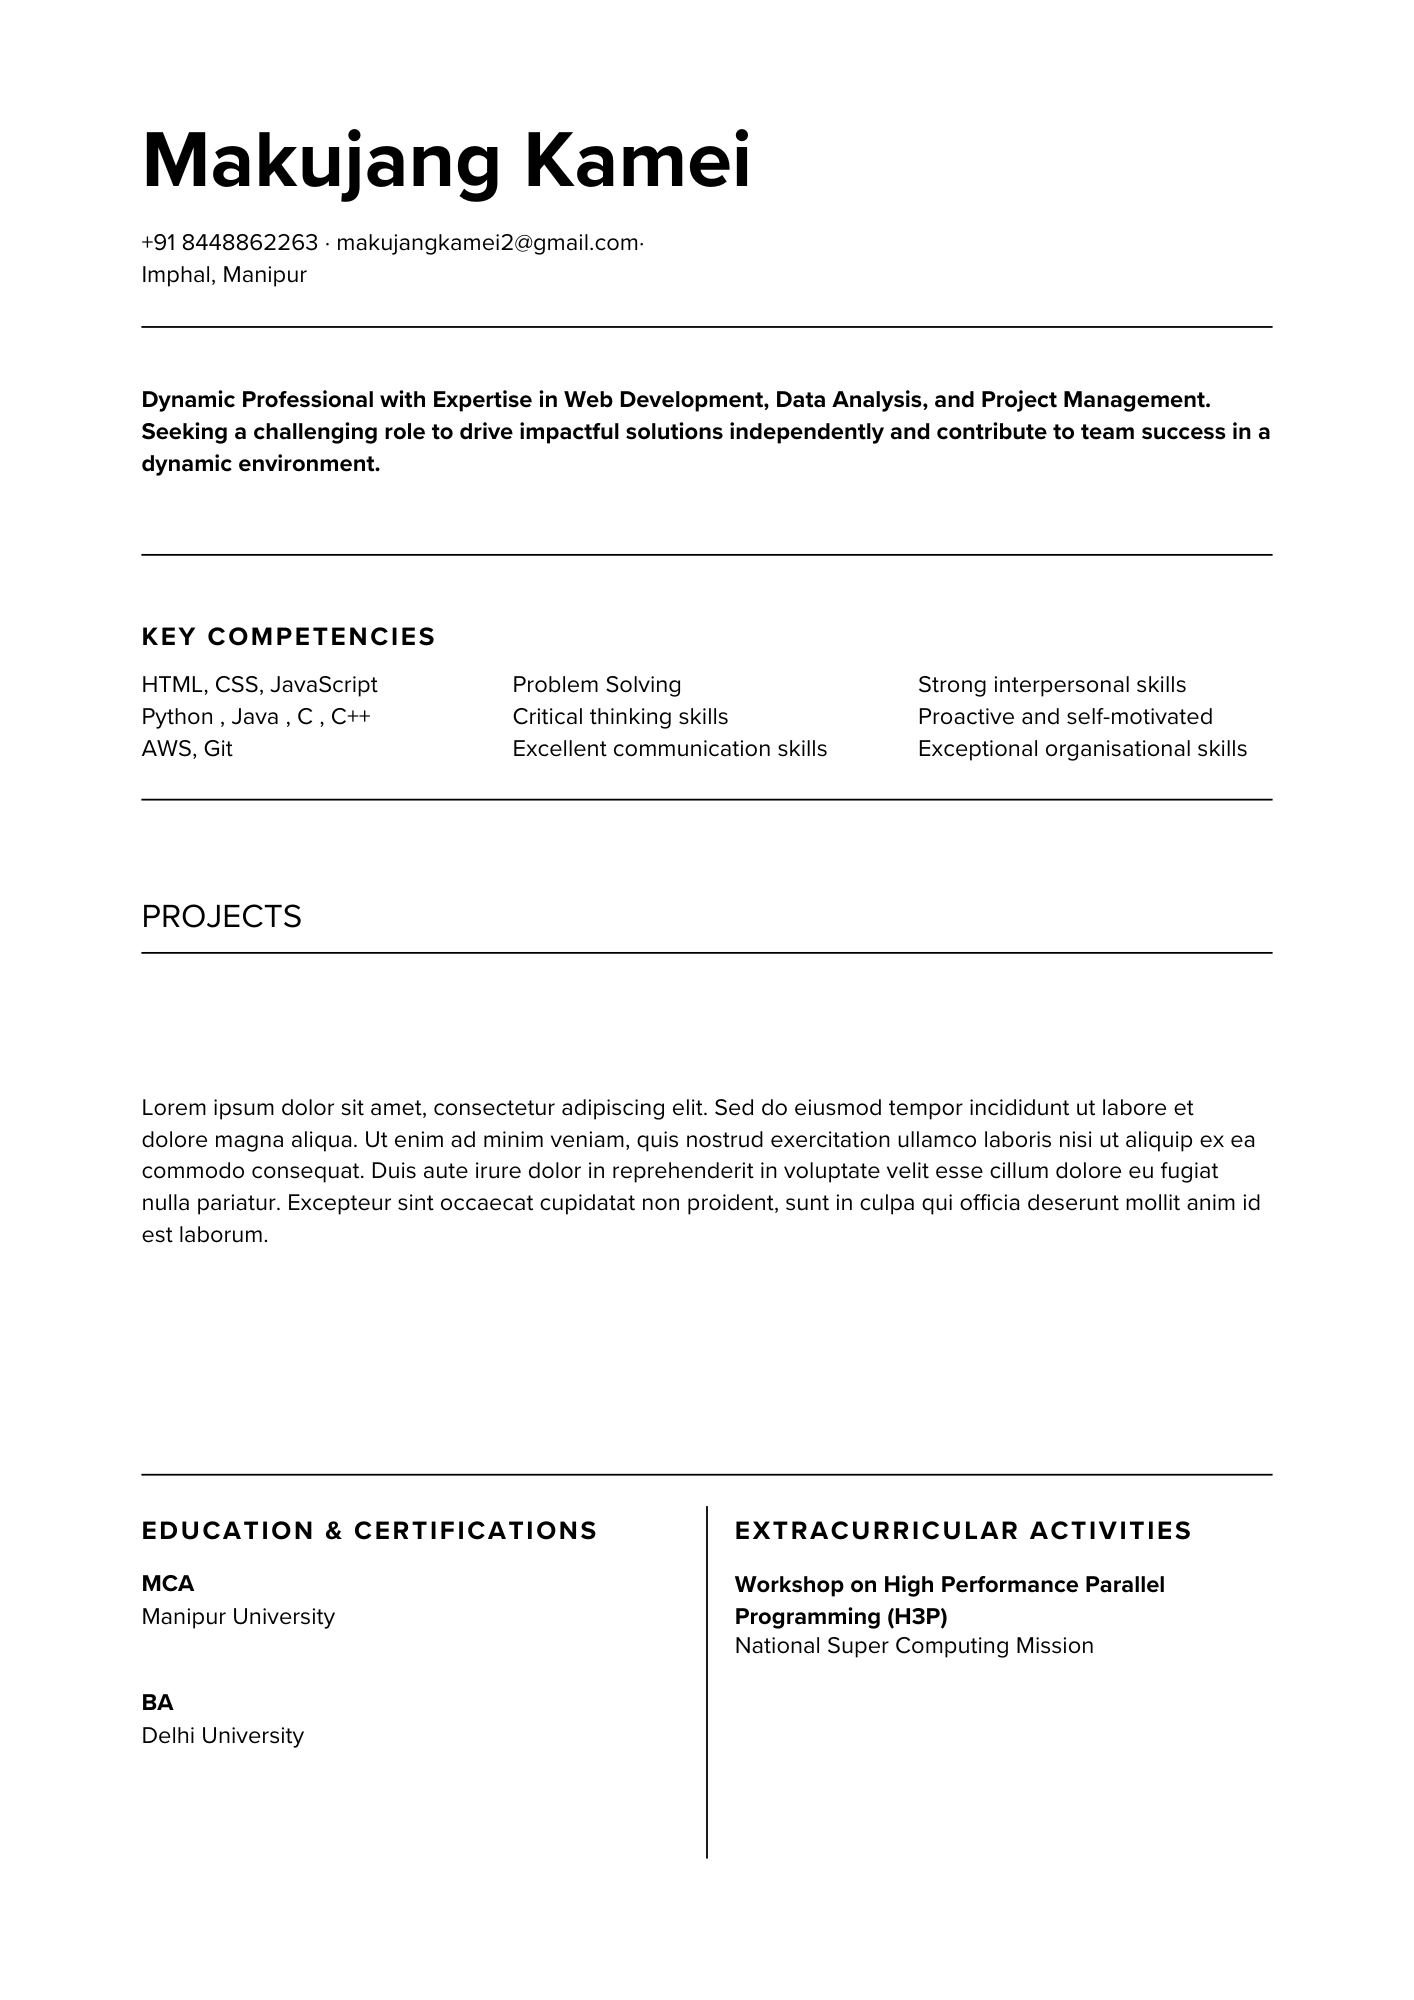 Makujang Kamei
+91 8448862263 · makujangkamei2@gmail.com·
Imphal, Manipur
Dynamic Professional with Expertise in Web Development, Data Analysis, and Project Management.
Seeking a challenging role to drive impactful solutions independently and contribute to team success in a
dynamic environment.
KEY COMPETENCIES
HTML, CSS, JavaScript
Python , Java , C , C++
AWS, Git
Problem Solving
Critical thinking skills
Excellent communication skills
Strong interpersonal skills
Proactive and self-motivated
Exceptional organisational skills
PROJECTS
Lorem ipsum dolor sit amet, consectetur adipiscing elit. Sed do eiusmod tempor incididunt ut labore et
dolore magna aliqua. Ut enim ad minim veniam, quis nostrud exercitation ullamco laboris nisi ut aliquip ex ea
commodo consequat. Duis aute irure dolor in reprehenderit in voluptate velit esse cillum dolore eu fugiat
nulla pariatur. Excepteur sint occaecat cupidatat non proident, sunt in culpa qui officia deserunt mollit anim id
est laborum.
EDUCATION & CERTIFICATIONS
MCA
Manipur University
BA
Delhi University
EXTRACURRICULAR ACTIVITIES
Workshop on High Performance Parallel
Programming (H3P)
National Super Computing Mission